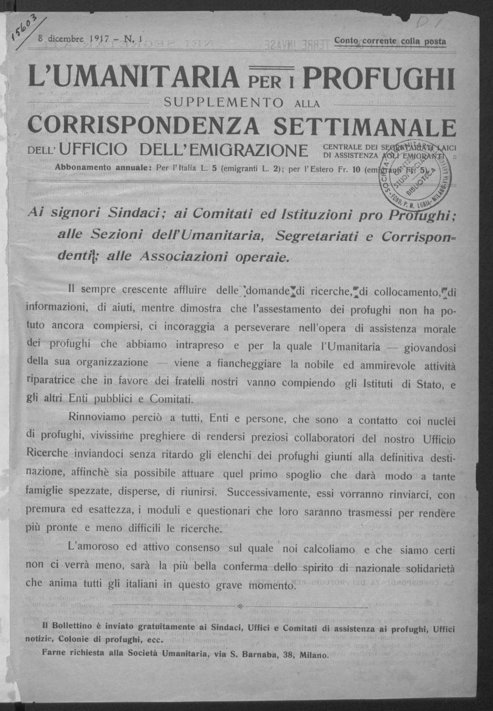 15603
8 dicembre 1917 - N. 1
Conto corrente colla posta
L'UMANITARIA PER I PROFUGHI
SUPPLEMENTO ALLA
CORRISPONDENZA SETTIMANALE
DELL' UFFICIO DELL'EMIGRAZIONE CENTRALE DEI SEGRETARIATI LAICI
DI ASSISTENZA AGLI EMIGRANTI
Abbonamento annuale: Per l'Italia L. 5 (emigranti L. 2); per l'Estero Fr. 10 (emigranti Fr. 5).
Ai signori Sindaci; ai Comitati ed Istituzioni pro Profughi;
alle Sezioni dell'Umanitaria, Segretariati e Corrispon-
denti; alle Associazioni operaie.
Il sempre crescente affluire delle domande di ricerche, di collocamento, di
informazioni, di aiuti, mentre dimostra che l'assestamento dei profughi non ha po-
tuto ancora compiersi, ci incoraggia a perseverare nell'opera di assistenza morale
dei profughi che abbiamo intrapreso e per la quale l'Umanitaria — giovandosi
della sua organizzazione — viene a fiancheggiare la nobile ed ammirevole attività
riparatrice che in favore dei fratelli nostri vanno compiendo gli Istituti di Stato, e
gli altri Enti pubblici e Comitati.
Rinnoviamo perciò a tutti, Enti e persone, che sono a contatto coi nuclei
di profughi, vivissime preghiere di rendersi preziosi collaboratori del nostro Ufficio
Ricerche inviandoci senza ritardo gli elenchi dei profughi giunti alla definitiva desti-
nazione, affinchè sia possibile attuare quel primo spoglio che darà modo a tante
famiglie spezzate, disperse, di riunirsi. Successivamente, essi vorranno rinviarci, con
premura ed esattezza, i moduli e questionari che loro saranno trasmessi per rendere
più pronte e meno difficili le ricerche.
L'amoroso ed attivo consenso sul quale noi calcoliamo e che siamo certi
non ci verrà meno, sarà la più bella conferma dello spirito di nazionale solidarietà
che anima tutti gli italiani in questo grave momento.
Il Bollettino è inviato gratuitamente ai Sindaci, Uffici e Comitati di assistenza ai profughi, Uffici
notizie, Colonie di profughi, ecc.
Farne richiesta alla Società Umanitaria, via S. Barnaba, 38, Milano.